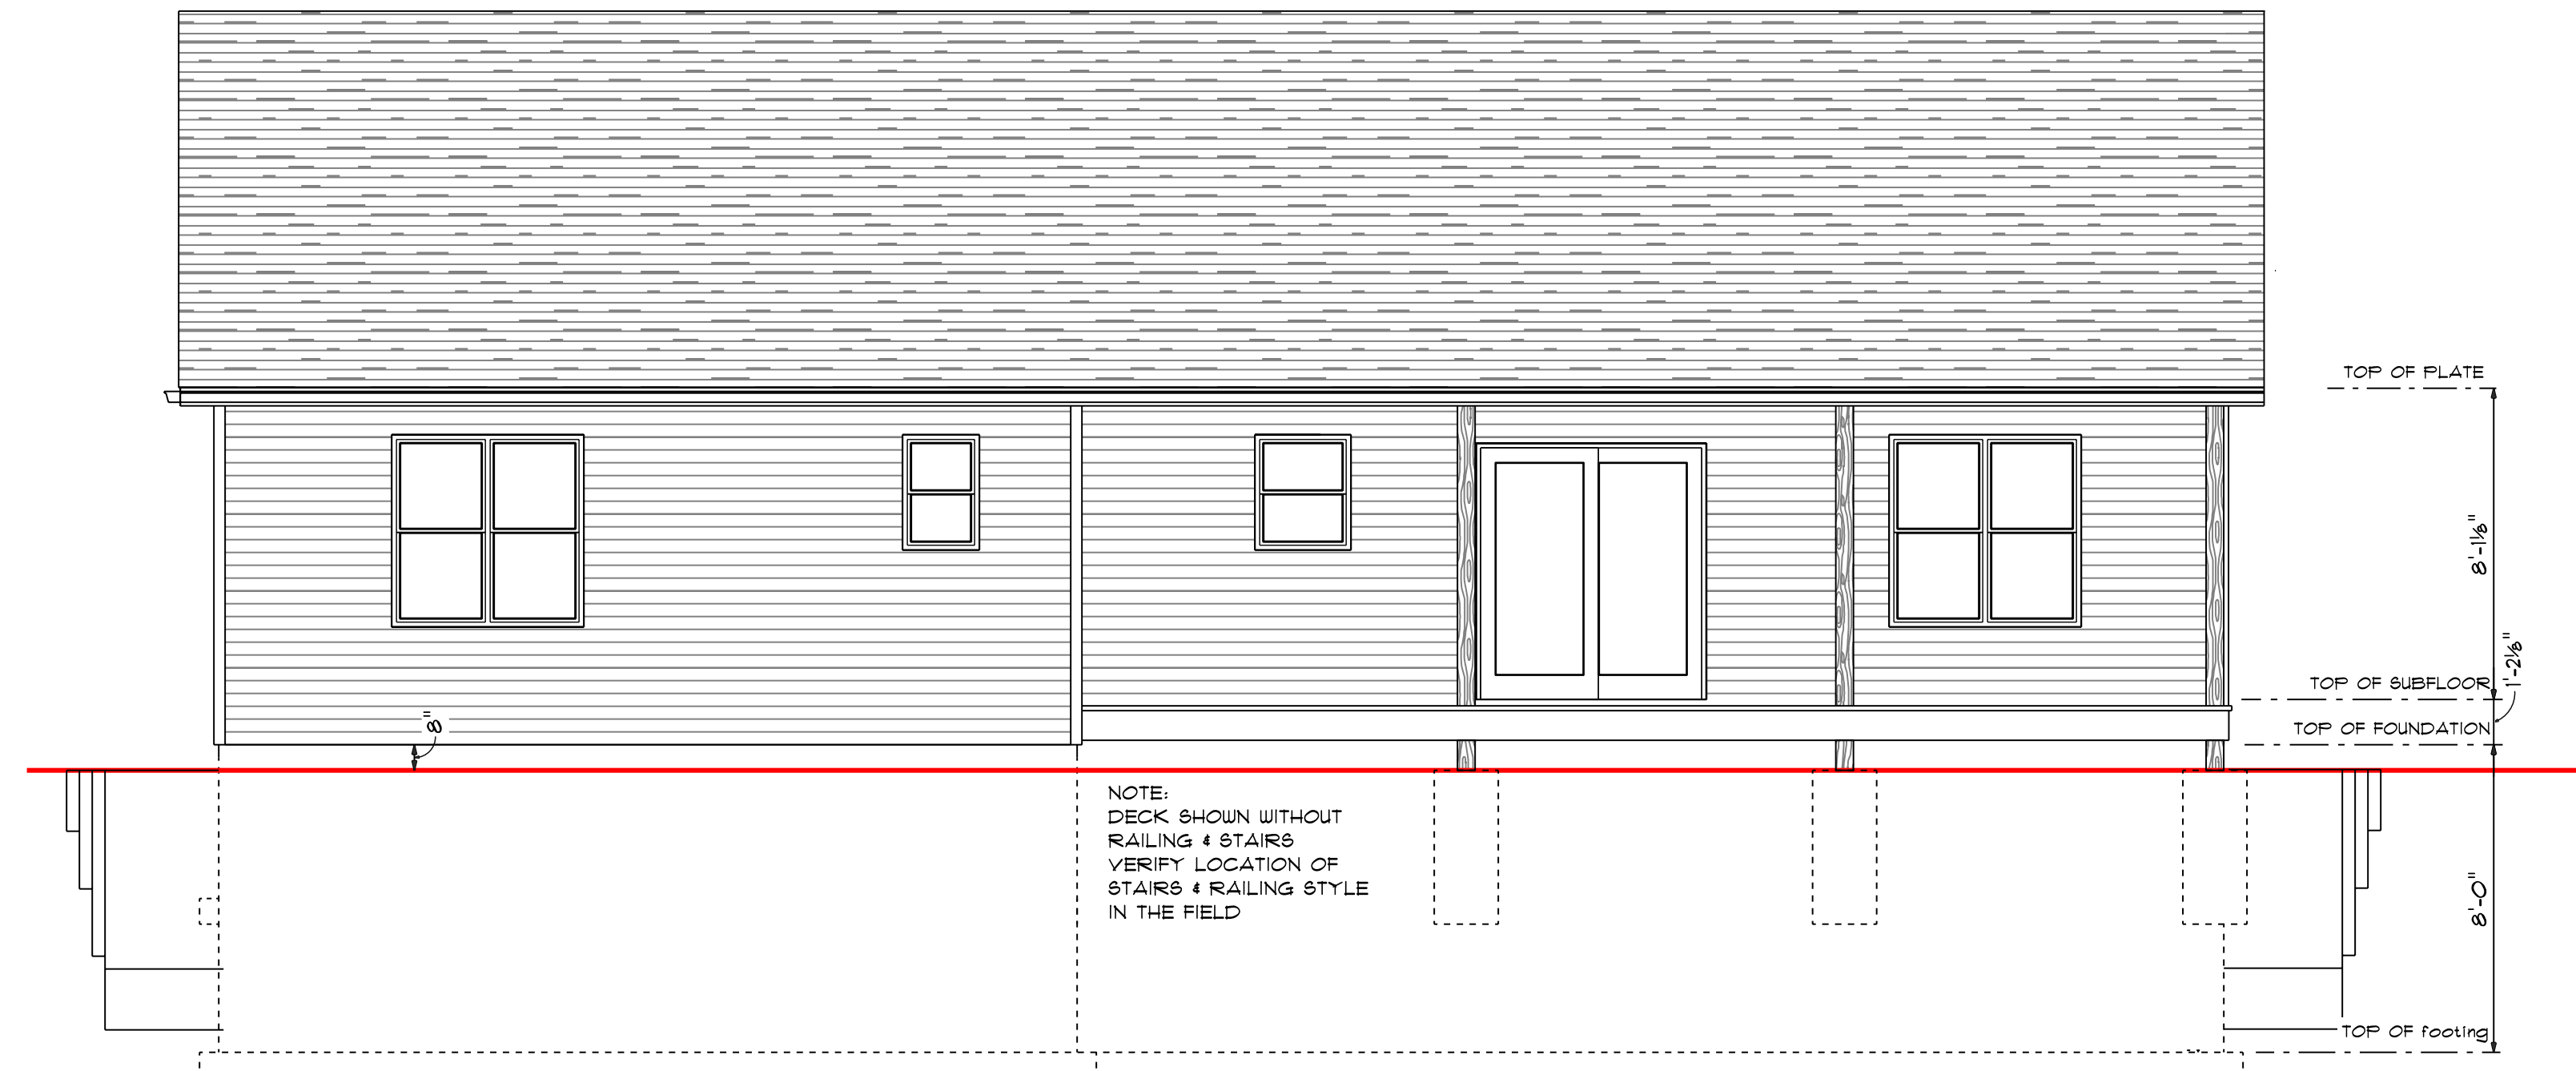 TOP OF PLATE
8'-1⅛"
TOP OF SUBFLOOR
1'-2⅛"
TOP OF FOUNDATION
8"
NOTE:
DECK SHOWN WITHOUT
RAILING & STAIRS
VERIFY LOCATION OF
STAIRS & RAILING STYLE
IN THE FIELD
8'-0"
TOP OF footing